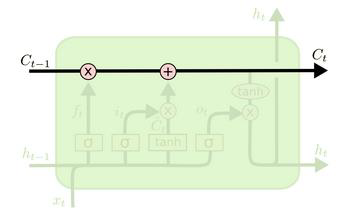 h_t
C_{t-1} x + C_t
tanh
f_t i_t x o_t x
C̃_t
σ σ tanh σ
h_{t-1} h_t
x_t